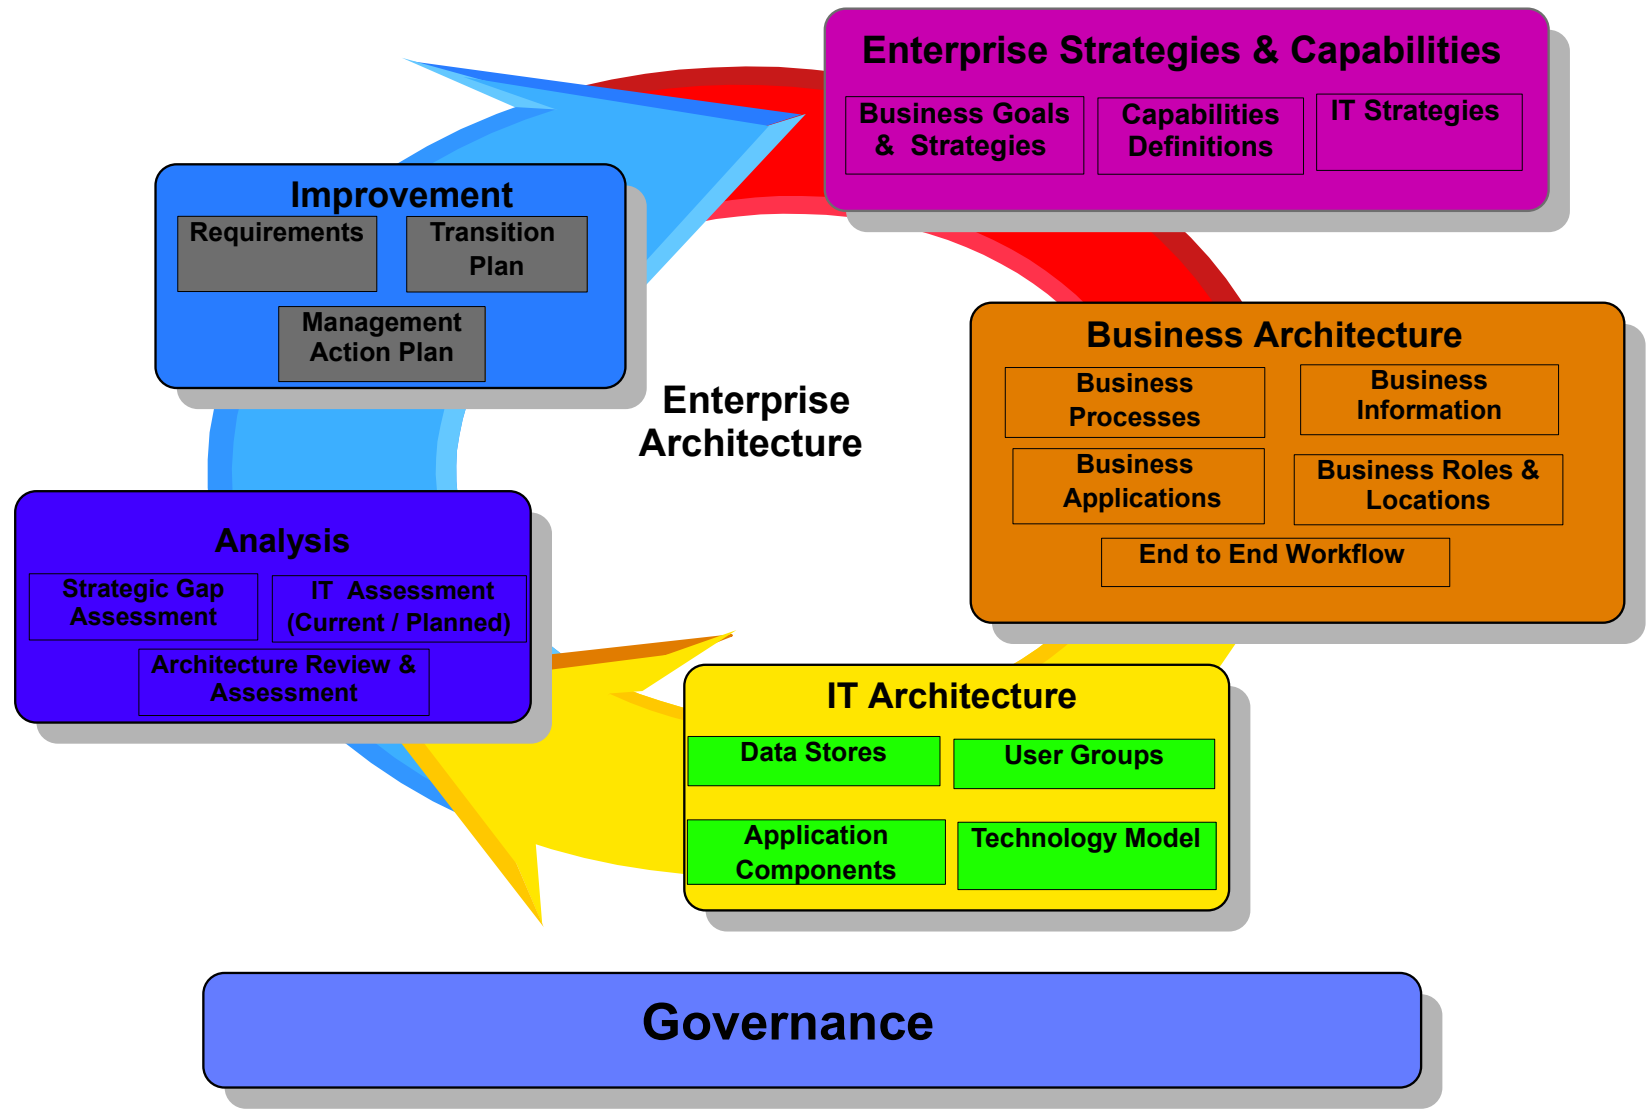 Enterprise Strategies & Capabilities
Business Goals
& Strategies
Capabilities
Definitions
IT Strategies
Improvement
Requirements
Transition
Plan
Management
Action Plan
Business Architecture
Business
Processes
Business
Information
Business
Applications
Business Roles &
Locations
End to End Workflow
Enterprise
Architecture
Analysis
Strategic Gap
Assessment
IT Assessment
(Current / Planned)
Architecture Review &
Assessment
IT Architecture
Data Stores
User Groups
Application
Components
Technology Model
Governance